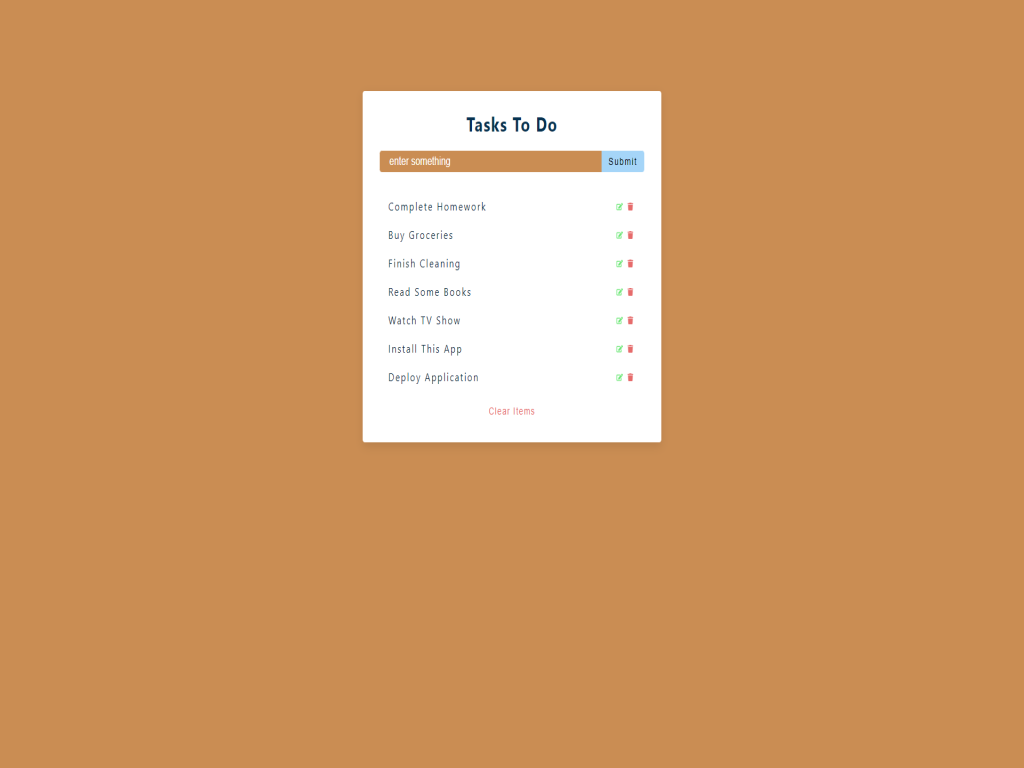 Tasks To Do
enter something
Submit
Complete Homework
Buy Groceries
Finish Cleaning
Read Some Books
Watch TV Show
Install This App
Deploy Application
Clear Items